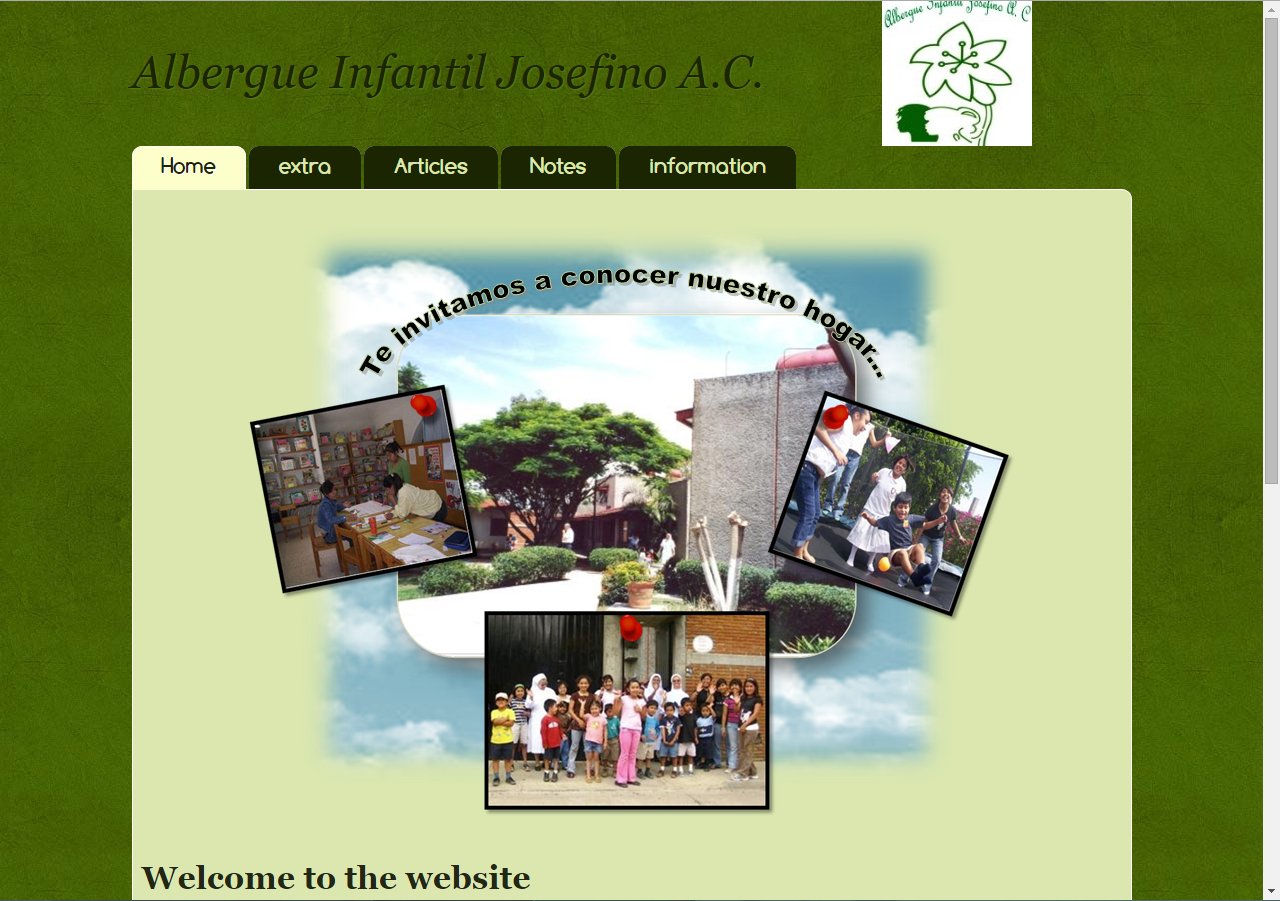 Albergue Infantil Josefino A. C
Albergue Infantil Josefino A.C.
Home
extra
Articles
Notes
information
Te invitamos a conocer nuestro hogar...
Welcome to the website